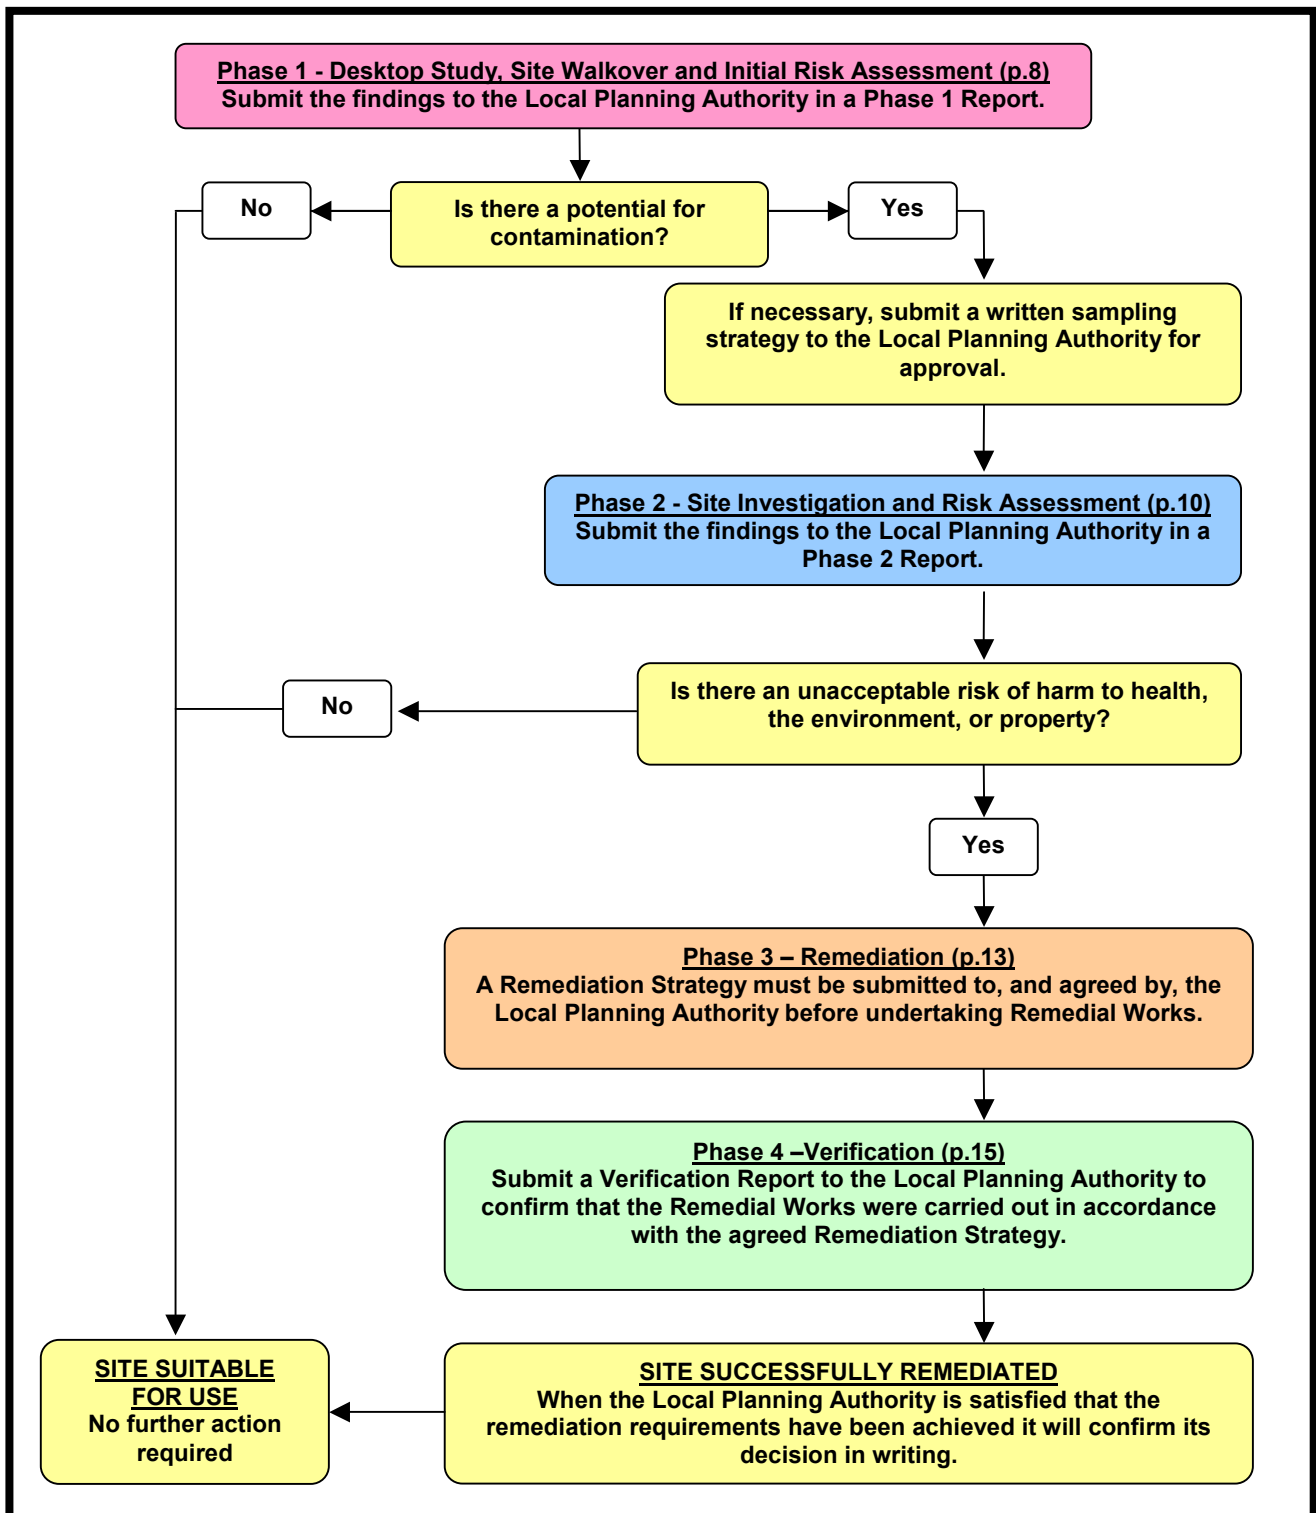 Phase 1 - Desktop Study, Site Walkover and Initial Risk Assessment (p.8)
Submit the findings to the Local Planning Authority in a Phase 1 Report.
No
Is there a potential for
contamination?
Yes
If necessary, submit a written sampling
strategy to the Local Planning Authority for
approval.
Phase 2 - Site Investigation and Risk Assessment (p.10)
Submit the findings to the Local Planning Authority in a
Phase 2 Report.
No
Is there an unacceptable risk of harm to health,
the environment, or property?
Yes
Phase 3 – Remediation (p.13)
A Remediation Strategy must be submitted to, and agreed by, the
Local Planning Authority before undertaking Remedial Works.
Phase 4 –Verification (p.15)
Submit a Verification Report to the Local Planning Authority to
confirm that the Remedial Works were carried out in accordance
with the agreed Remediation Strategy.
SITE SUITABLE
FOR USE
No further action
required
SITE SUCCESSFULLY REMEDIATED
When the Local Planning Authority is satisfied that the
remediation requirements have been achieved it will confirm its
decision in writing.